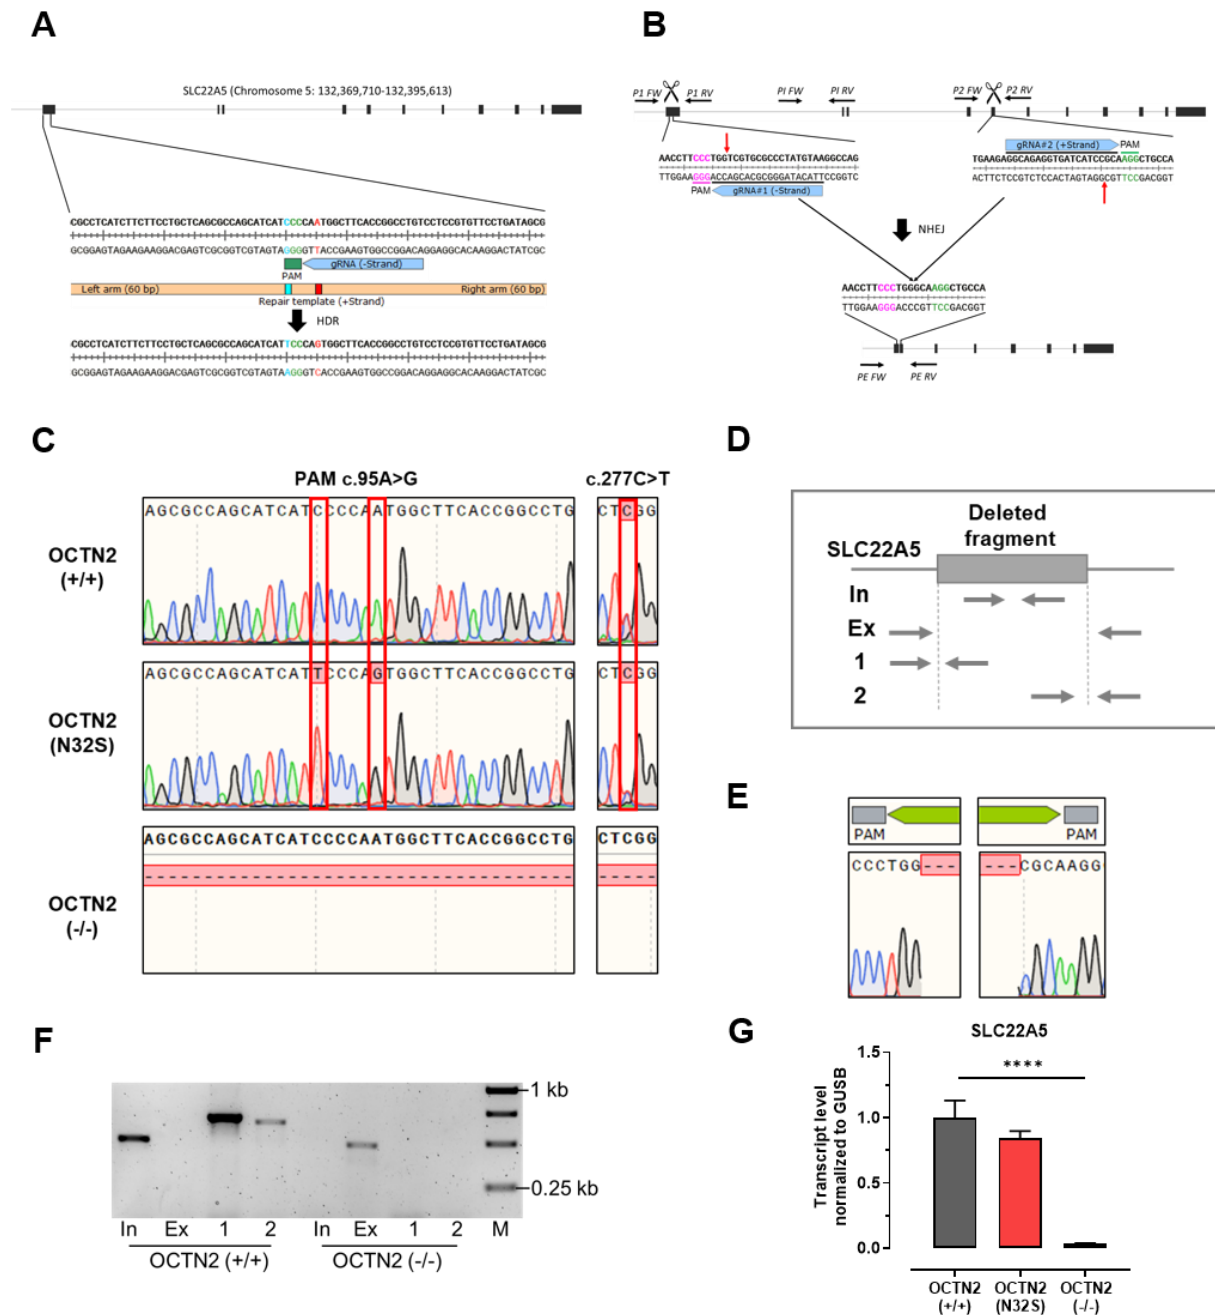 A
SLC22A5 (Chromosome 5: 132,369,710-132,395,613)
CGCCTCATCTTCTTCCTGCTCAGCGCCAGCATCATCCCCAATGGCTTCACCGGCCTGTCCTCCGTGTTCCTGATAGCG
GCGGAGTAGAAGAAGGACGAGTCGCGGTCGTAGTAGGGGTTACCGAAGTGGCCGGACAGGAGGCACAAGGACTATCGC
gRNA (-Strand)
PAM
Left arm (60 bp)
Right arm (60 bp)
Repair template (+Strand)
HDR
CGCCTCATCTTCTTCCTGCTCAGCGCCAGCATCATTCCCAGTGGCTTCACCGGCCTGTCCTCCGTGTTCCTGATAGCG
GCGGAGTAGAAGAAGGACGAGTCGCGGTCGTAGTAAGGGTCACCGAAGTGGCCGGACAGGAGGCACAAGGACTATCGC
B
P1 FW
P1 RV
PI FW
PI RV
P2 FW
P2 RV
gRNA#2 (+Strand)
PAM
AACCTTCCCTGGTCGTGCGCCCTATGTAAGGCCAG
TTGGAAGGGACCAGCACGCGGGATACATTCCGGTC
PAM
gRNA#1 (-Strand)
TGAAGAGGCAGAGGTGATCATCCGCAAGGCTGCCA
ACTTCTCCGTCTCCACTAGTAGGCGTTCCGACGGT
NHEJ
AACCTTCCCTGGGCAAGGCTGCCA
TTGGAAGGGACCCGTTCCGACGGT
PE FW
PE RV
C
PAM c.95A>G
c.277C>T
AGCGCCAGCATCATCCCCAATGGCTTCACCGGCCTG
CTCGG
OCTN2
(+/+)
AGCGCCAGCATCATTCCCAGTGGCTTCACCGGCCTG
CTCGG
OCTN2
(N32S)
AGCGCCAGCATCATCCCCAATGGCTTCACCGGCCTG
CTCGG
OCTN2
(-/-)
D
Deleted
fragment
SLC22A5
In
Ex
1
2
E
PAM
PAM
CCCTGG----
----CGCAAGG
F
1 kb
0.25 kb
In Ex 1 2 In Ex 1 2 M
OCTN2 (+/+) OCTN2 (-/-)
G
SLC22A5
Transcript level
normalized to GUSB
1.5
1.0
0.5
0.0
****
OCTN2
(+/+)
OCTN2
(N32S)
OCTN2
(-/-)